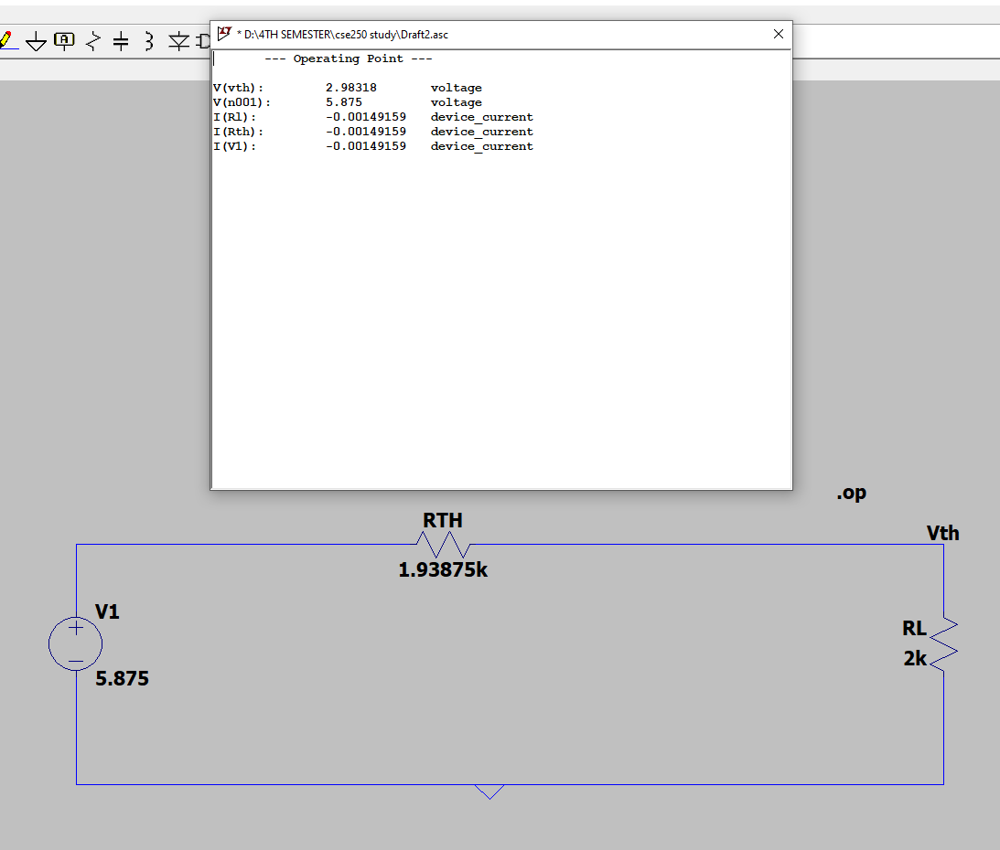 * D:\4TH SEMESTER\cse250 study\Draft2.asc
--- Operating Point ---
V(vth): 2.98318 voltage
V(n001): 5.875 voltage
I(Rl): -0.00149159 device_current
I(Rth): -0.00149159 device_current
I(V1): -0.00149159 device_current
.op
RTH
Vth
1.93875k
V1
RL
2k
5.875